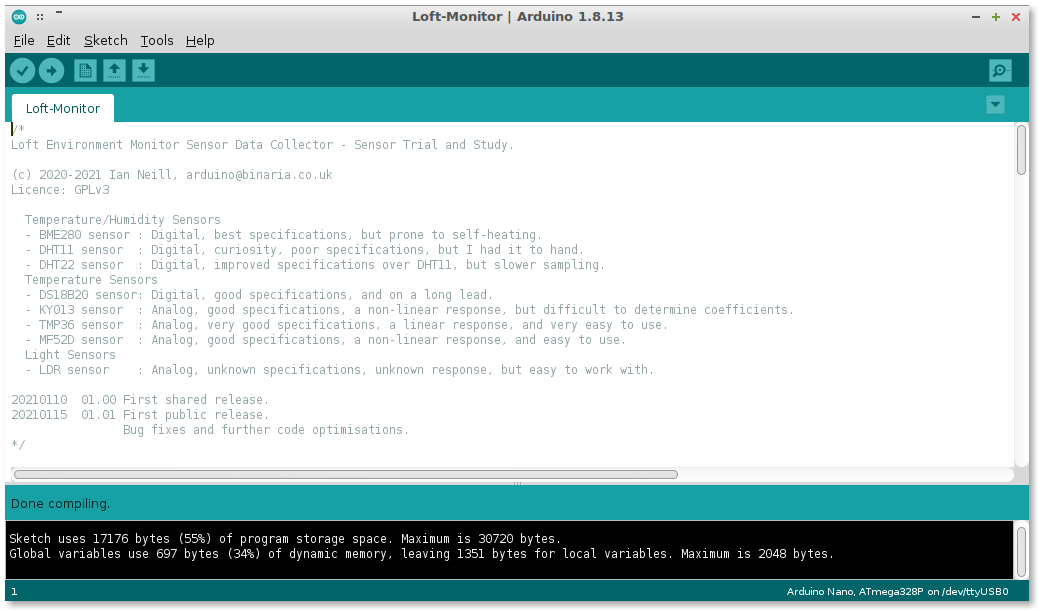 Loft-Monitor | Arduino 1.8.13
File Edit Sketch Tools Help
Loft-Monitor
/*
Loft Environment Monitor Sensor Data Collector - Sensor Trial and Study.
(c) 2020-2021 Ian Neill, arduino@binaria.co.uk
Licence: GPLv3
Temperature/Humidity Sensors
- BME280 sensor : Digital, best specifications, but prone to self-heating.
- DHT11 sensor  : Digital, curiosity, poor specifications, but I had it to hand.
- DHT22 sensor  : Digital, improved specifications over DHT11, but slower sampling.
Temperature Sensors
- DS18B20 sensor: Digital, good specifications, and on a long lead.
- KY013 sensor  : Analog, good specifications, a non-linear response, but difficult to determine coefficients.
- TMP36 sensor  : Analog, very good specifications, a linear response, and very easy to use.
- MF52D sensor  : Analog, good specifications, a non-linear response, and easy to use.
Light Sensors
- LDR sensor    : Analog, unknown specifications, unknown response, but easy to work with.
20210110  01.00 First shared release.
20210115  01.01 First public release.
Bug fixes and further code optimisations.
*/
Done compiling.
Sketch uses 17176 bytes (55%) of program storage space. Maximum is 30720 bytes.
Global variables use 697 bytes (34%) of dynamic memory, leaving 1351 bytes for local variables. Maximum is 2048 bytes.
1 Arduino Nano, ATmega328P on /dev/ttyUSB0